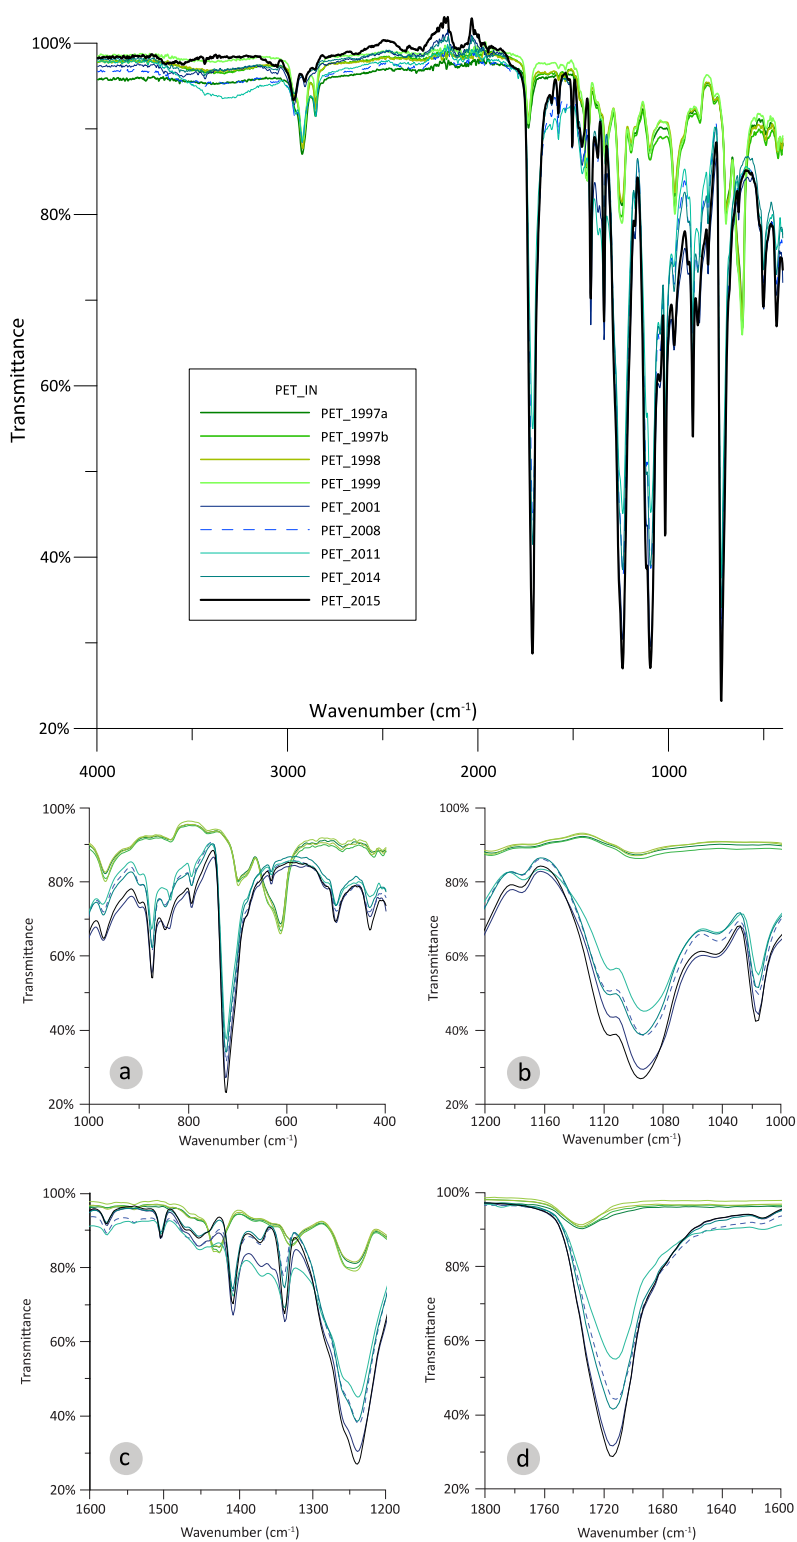 100%
80%
60%
40%
20%
Transmittance
PET_IN
PET_1997a
PET_1997b
PET_1998
PET_1999
PET_2001
PET_2008
PET_2011
PET_2014
PET_2015
Wavenumber (cm-1)
4000 3000 2000 1000
100%
80%
60%
40%
20%
Transmittance
a
1000 800 600 400
Wavenumber (cm-1)
100%
80%
60%
40%
20%
Transmittance
b
1200 1160 1120 1080 1040 1000
Wavenumber (cm-1)
100%
80%
60%
40%
20%
Transmittance
c
1600 1500 1400 1300 1200
Wavenumber (cm-1)
100%
80%
60%
40%
20%
Transmittance
d
1800 1760 1720 1680 1640 1600
Wavenumber (cm-1)